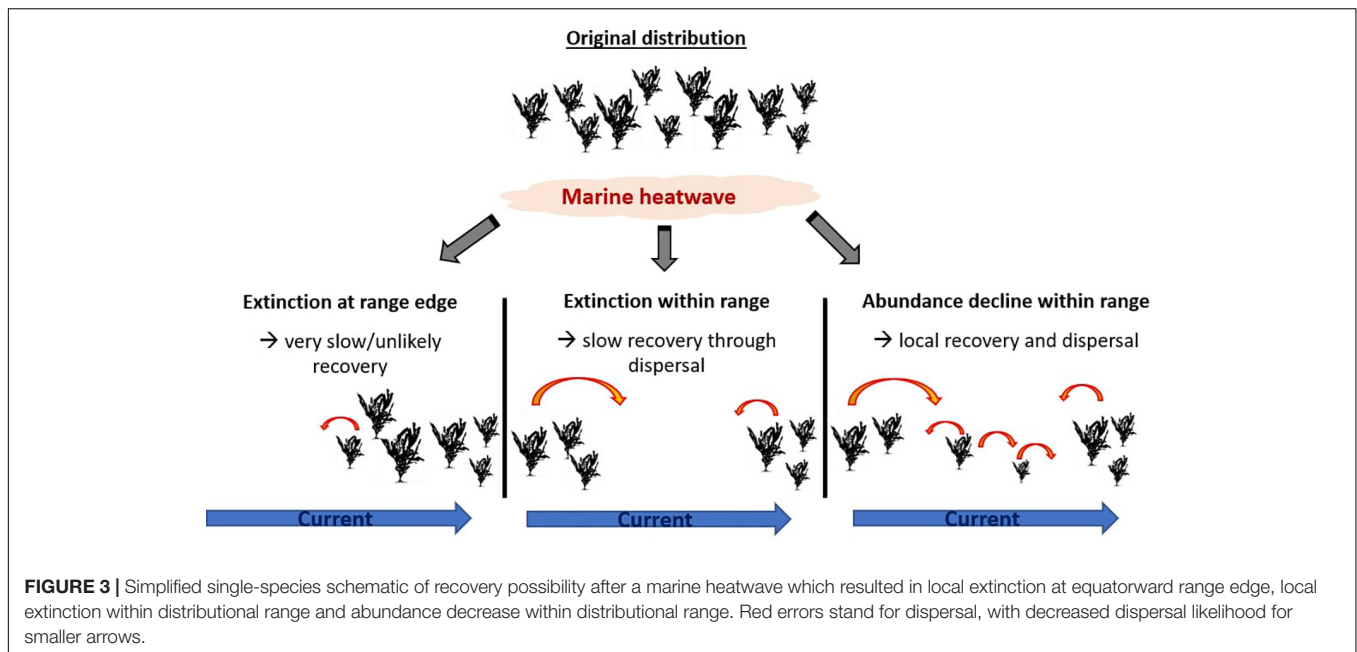 Original distribution
Marine heatwave
Extinction at range edge
→ very slow/unlikely
recovery
Current
Extinction within range
→ slow recovery through
dispersal
Current
Abundance decline within range
→ local recovery and dispersal
Current
FIGURE 3 | Simplified single-species schematic of recovery possibility after a marine heatwave which resulted in local extinction at equatorward range edge, local
extinction within distributional range and abundance decrease within distributional range. Red errors stand for dispersal, with decreased dispersal likelihood for
smaller arrows.